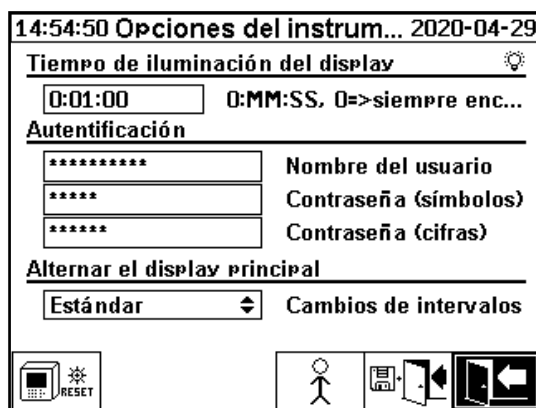 14:54:50 Opciones del instrum... 2020-04-29
Tiempo de iluminación del display
0:01:00 0:MM:SS, 0=>siempre enc...
Autentificación
********** Nombre del usuario
***** Contraseña (símbolos)
****** Contraseña (cifras)
Alternar el display principal
Estándar Cambios de intervalos
RESET